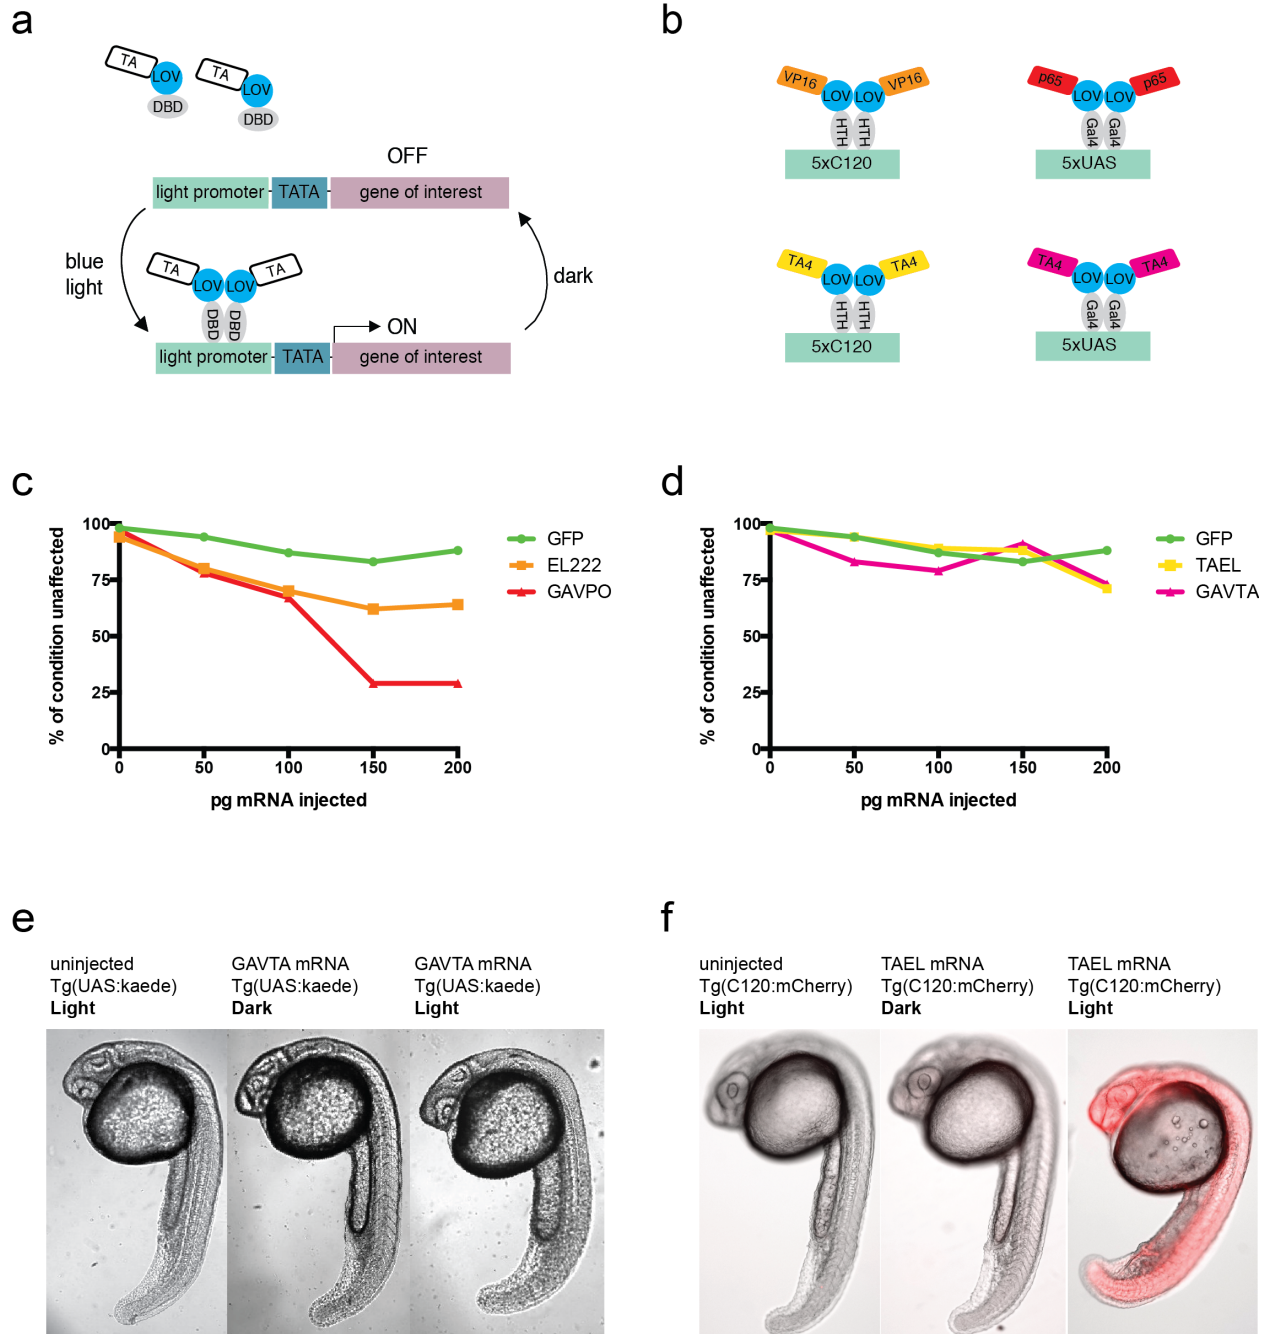 a
TA
LOV
DBD
TA
LOV
DBD
OFF
light promoter
TATA
gene of interest
blue
light
TA
TA
LOV
LOV
DBD
DBD
dark
ON
light promoter
TATA
gene of interest
b
VP16
VP16
LOV
LOV
HTH
HTH
5xC120
p65
p65
LOV
LOV
Gal4
Gal4
5xUAS
TA4
TA4
LOV
LOV
HTH
HTH
5xC120
TA4
TA4
LOV
LOV
Gal4
Gal4
5xUAS
c
% of condition unaffected
100
75
50
25
0
0 50 100 150 200
pg mRNA injected
GFP
EL222
GAVPO
d
% of condition unaffected
100
75
50
25
0
0 50 100 150 200
pg mRNA injected
GFP
TAEL
GAVTA
e
uninjected
Tg(UAS:kaede)
Light
GAVTA mRNA
Tg(UAS:kaede)
Dark
GAVTA mRNA
Tg(UAS:kaede)
Light
f
uninjected
Tg(C120:mCherry)
Light
TAEL mRNA
Tg(C120:mCherry)
Dark
TAEL mRNA
Tg(C120:mCherry)
Light